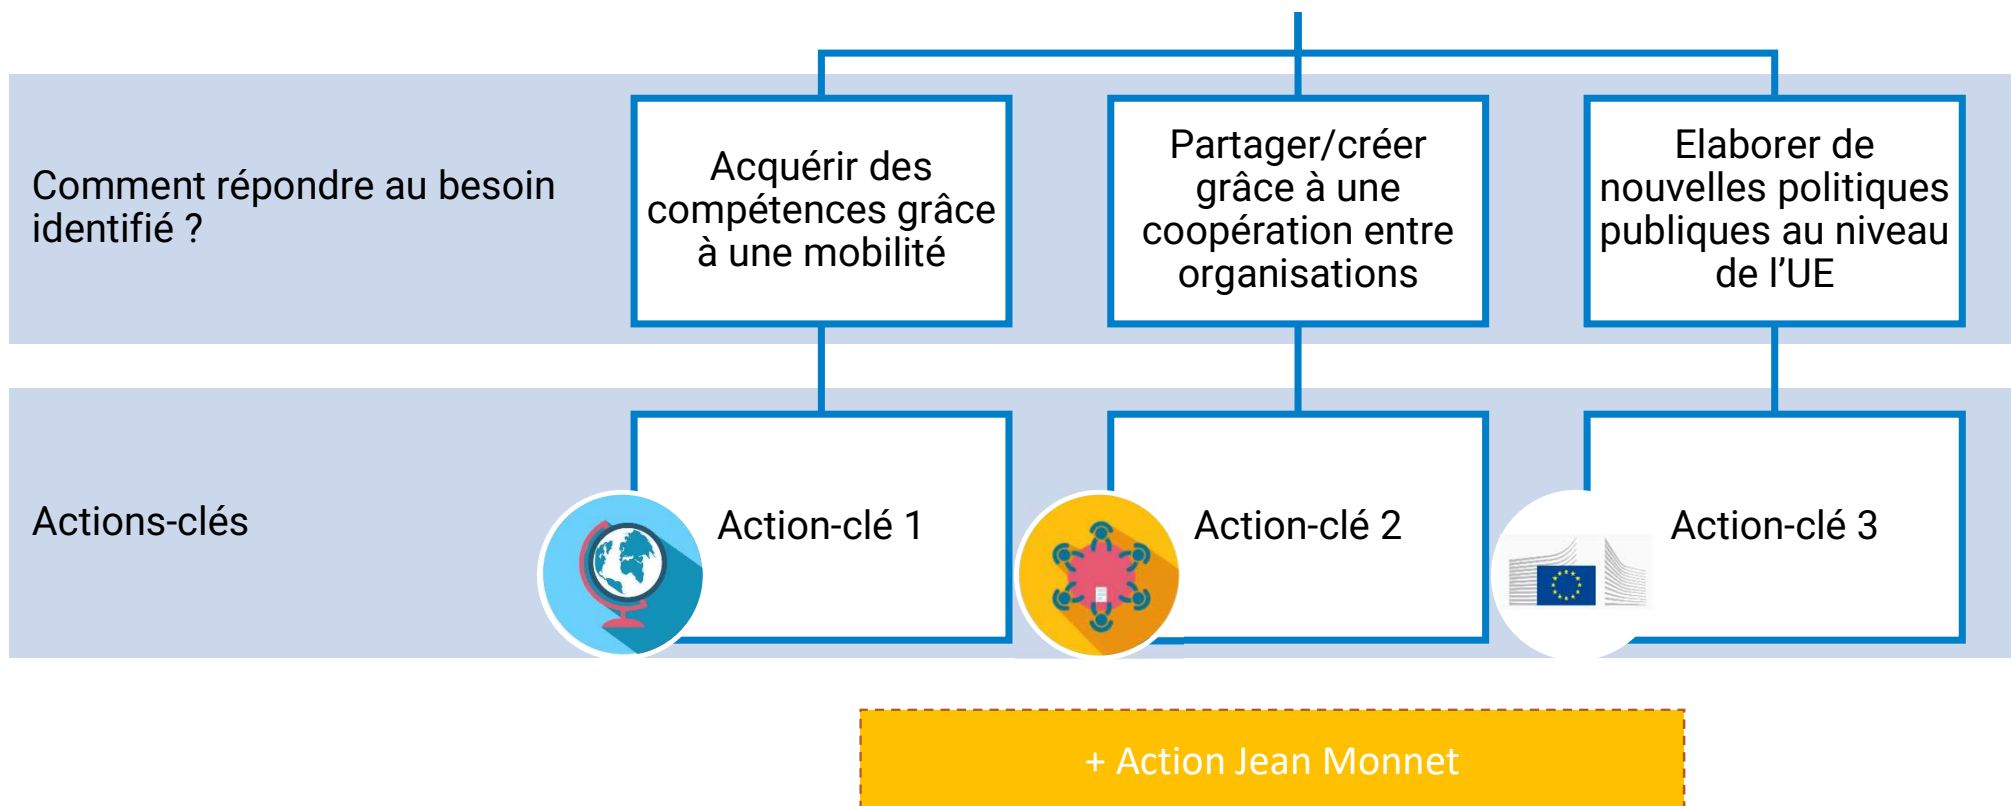 Comment répondre au besoin
identifié ?
Acquérir des
compétences grâce
à une mobilité
Partager/créer
grâce à une
coopération entre
organisations
Elaborer de
nouvelles politiques
publiques au niveau
de l’UE
Actions-clés
Action-clé 1
Action-clé 2
Action-clé 3
+ Action Jean Monnet